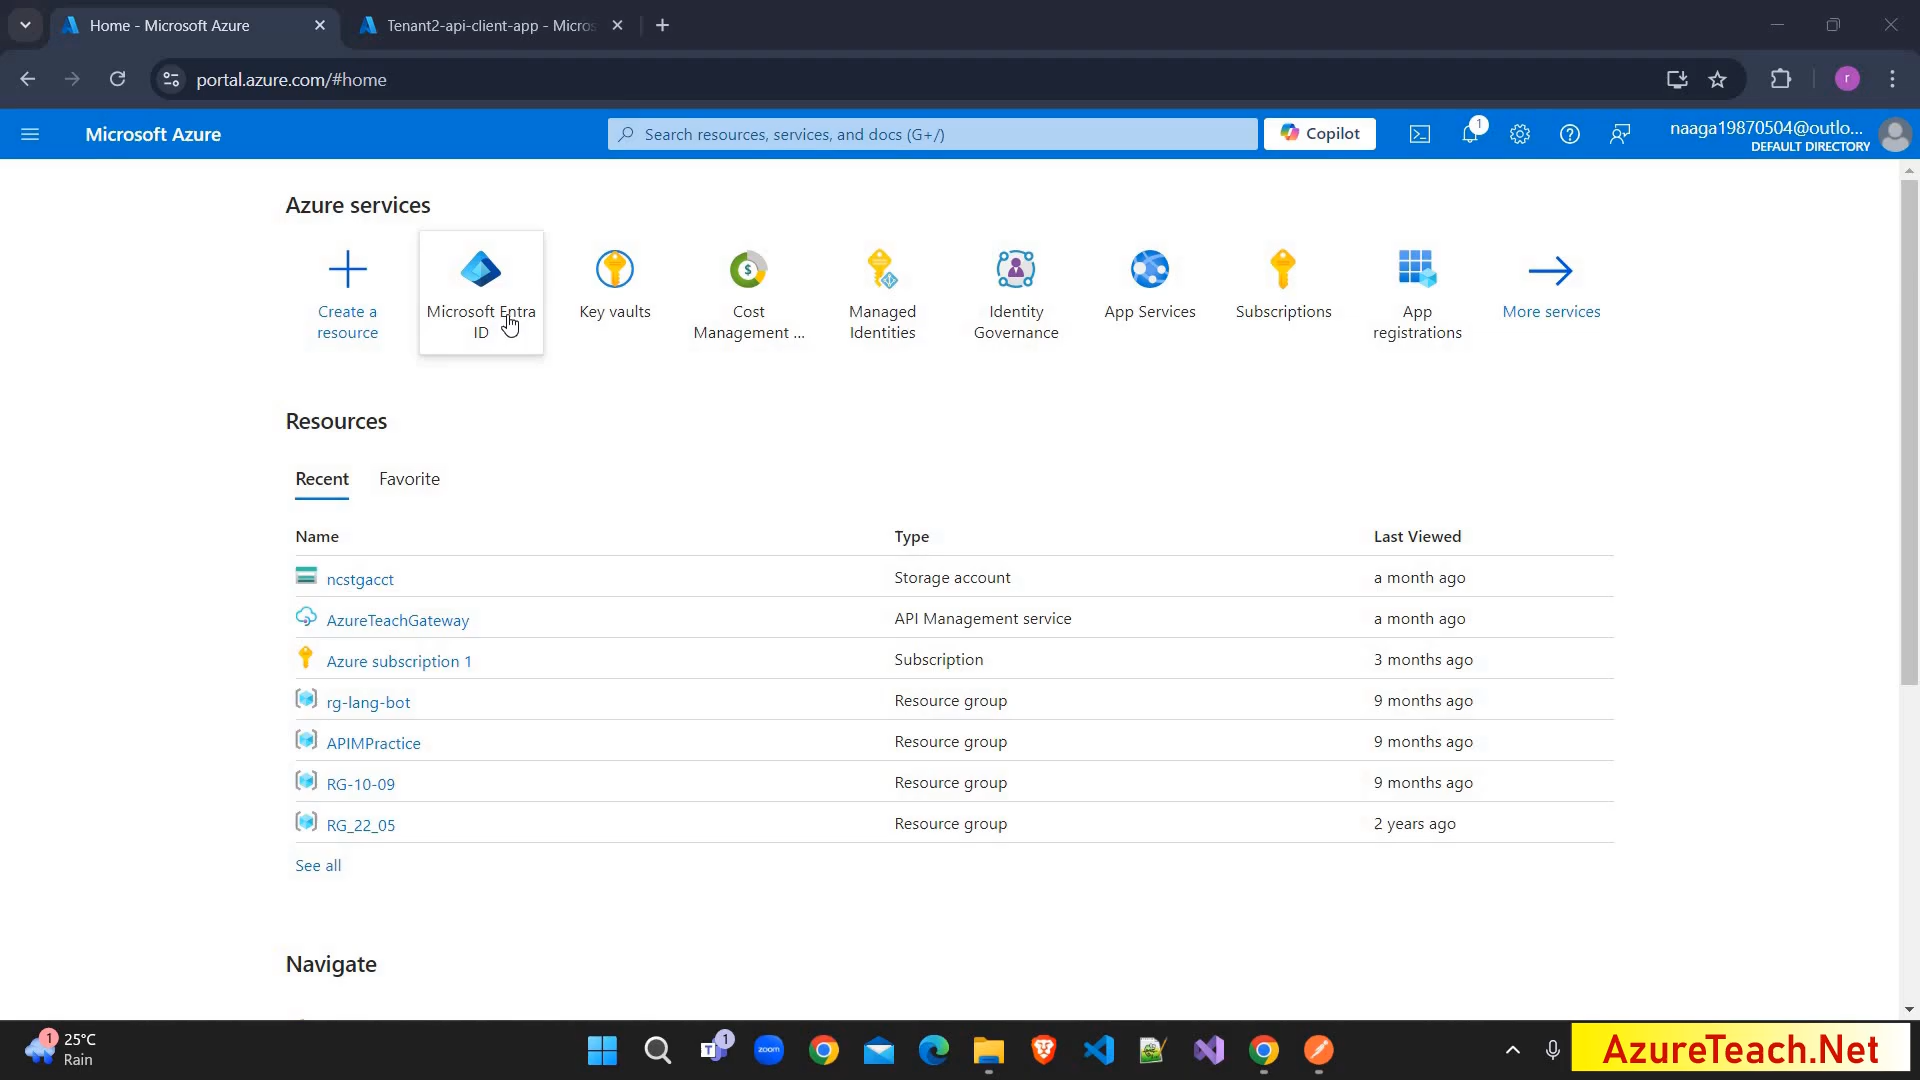 Home - Microsoft Azure
Tenant2-api-client-app - Micros
portal.azure.com/#home
r
Microsoft Azure
Search resources, services, and docs (G+/)
Copilot
1
naaga19870504@outlo...
DEFAULT DIRECTORY
Azure services
Create a
resource
Microsoft Entra
ID
Key vaults
Cost
Management ...
Managed
Identities
Identity
Governance
App Services
Subscriptions
App
registrations
More services
Resources
Recent
Favorite
Name
Type
Last Viewed
ncstgacct
Storage account
a month ago
AzureTeachGateway
API Management service
a month ago
Azure subscription 1
Subscription
3 months ago
rg-lang-bot
Resource group
9 months ago
APIMPractice
Resource group
9 months ago
RG-10-09
Resource group
9 months ago
RG_22_05
Resource group
2 years ago
See all
Navigate
1
25°C
Rain
1
zoom
AzureTeach.Net